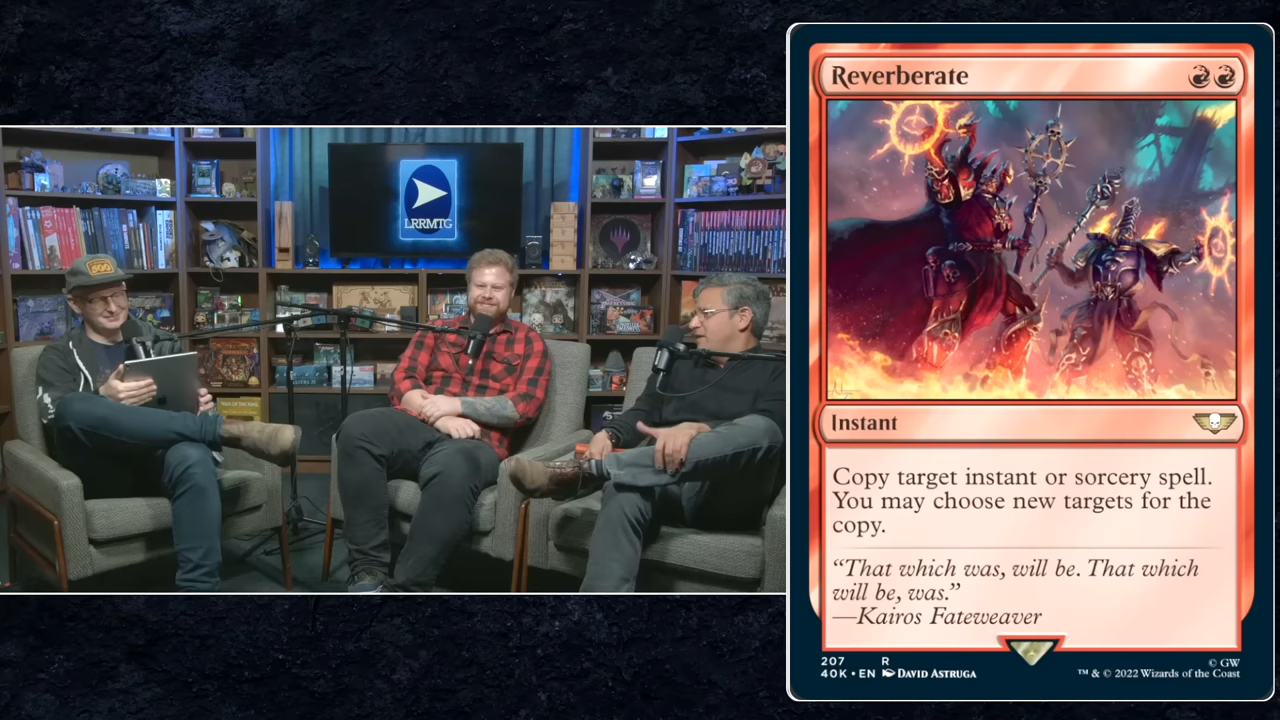 500
LRRMTG
Reverberate
Instant
Copy target instant or sorcery spell.
You may choose new targets for the
copy.
“That which was, will be. That which
will be, was.”
—Kairos Fateweaver
207 R
40K • EN David Astruga
© GW
™ & © 2022 Wizards of the Coast